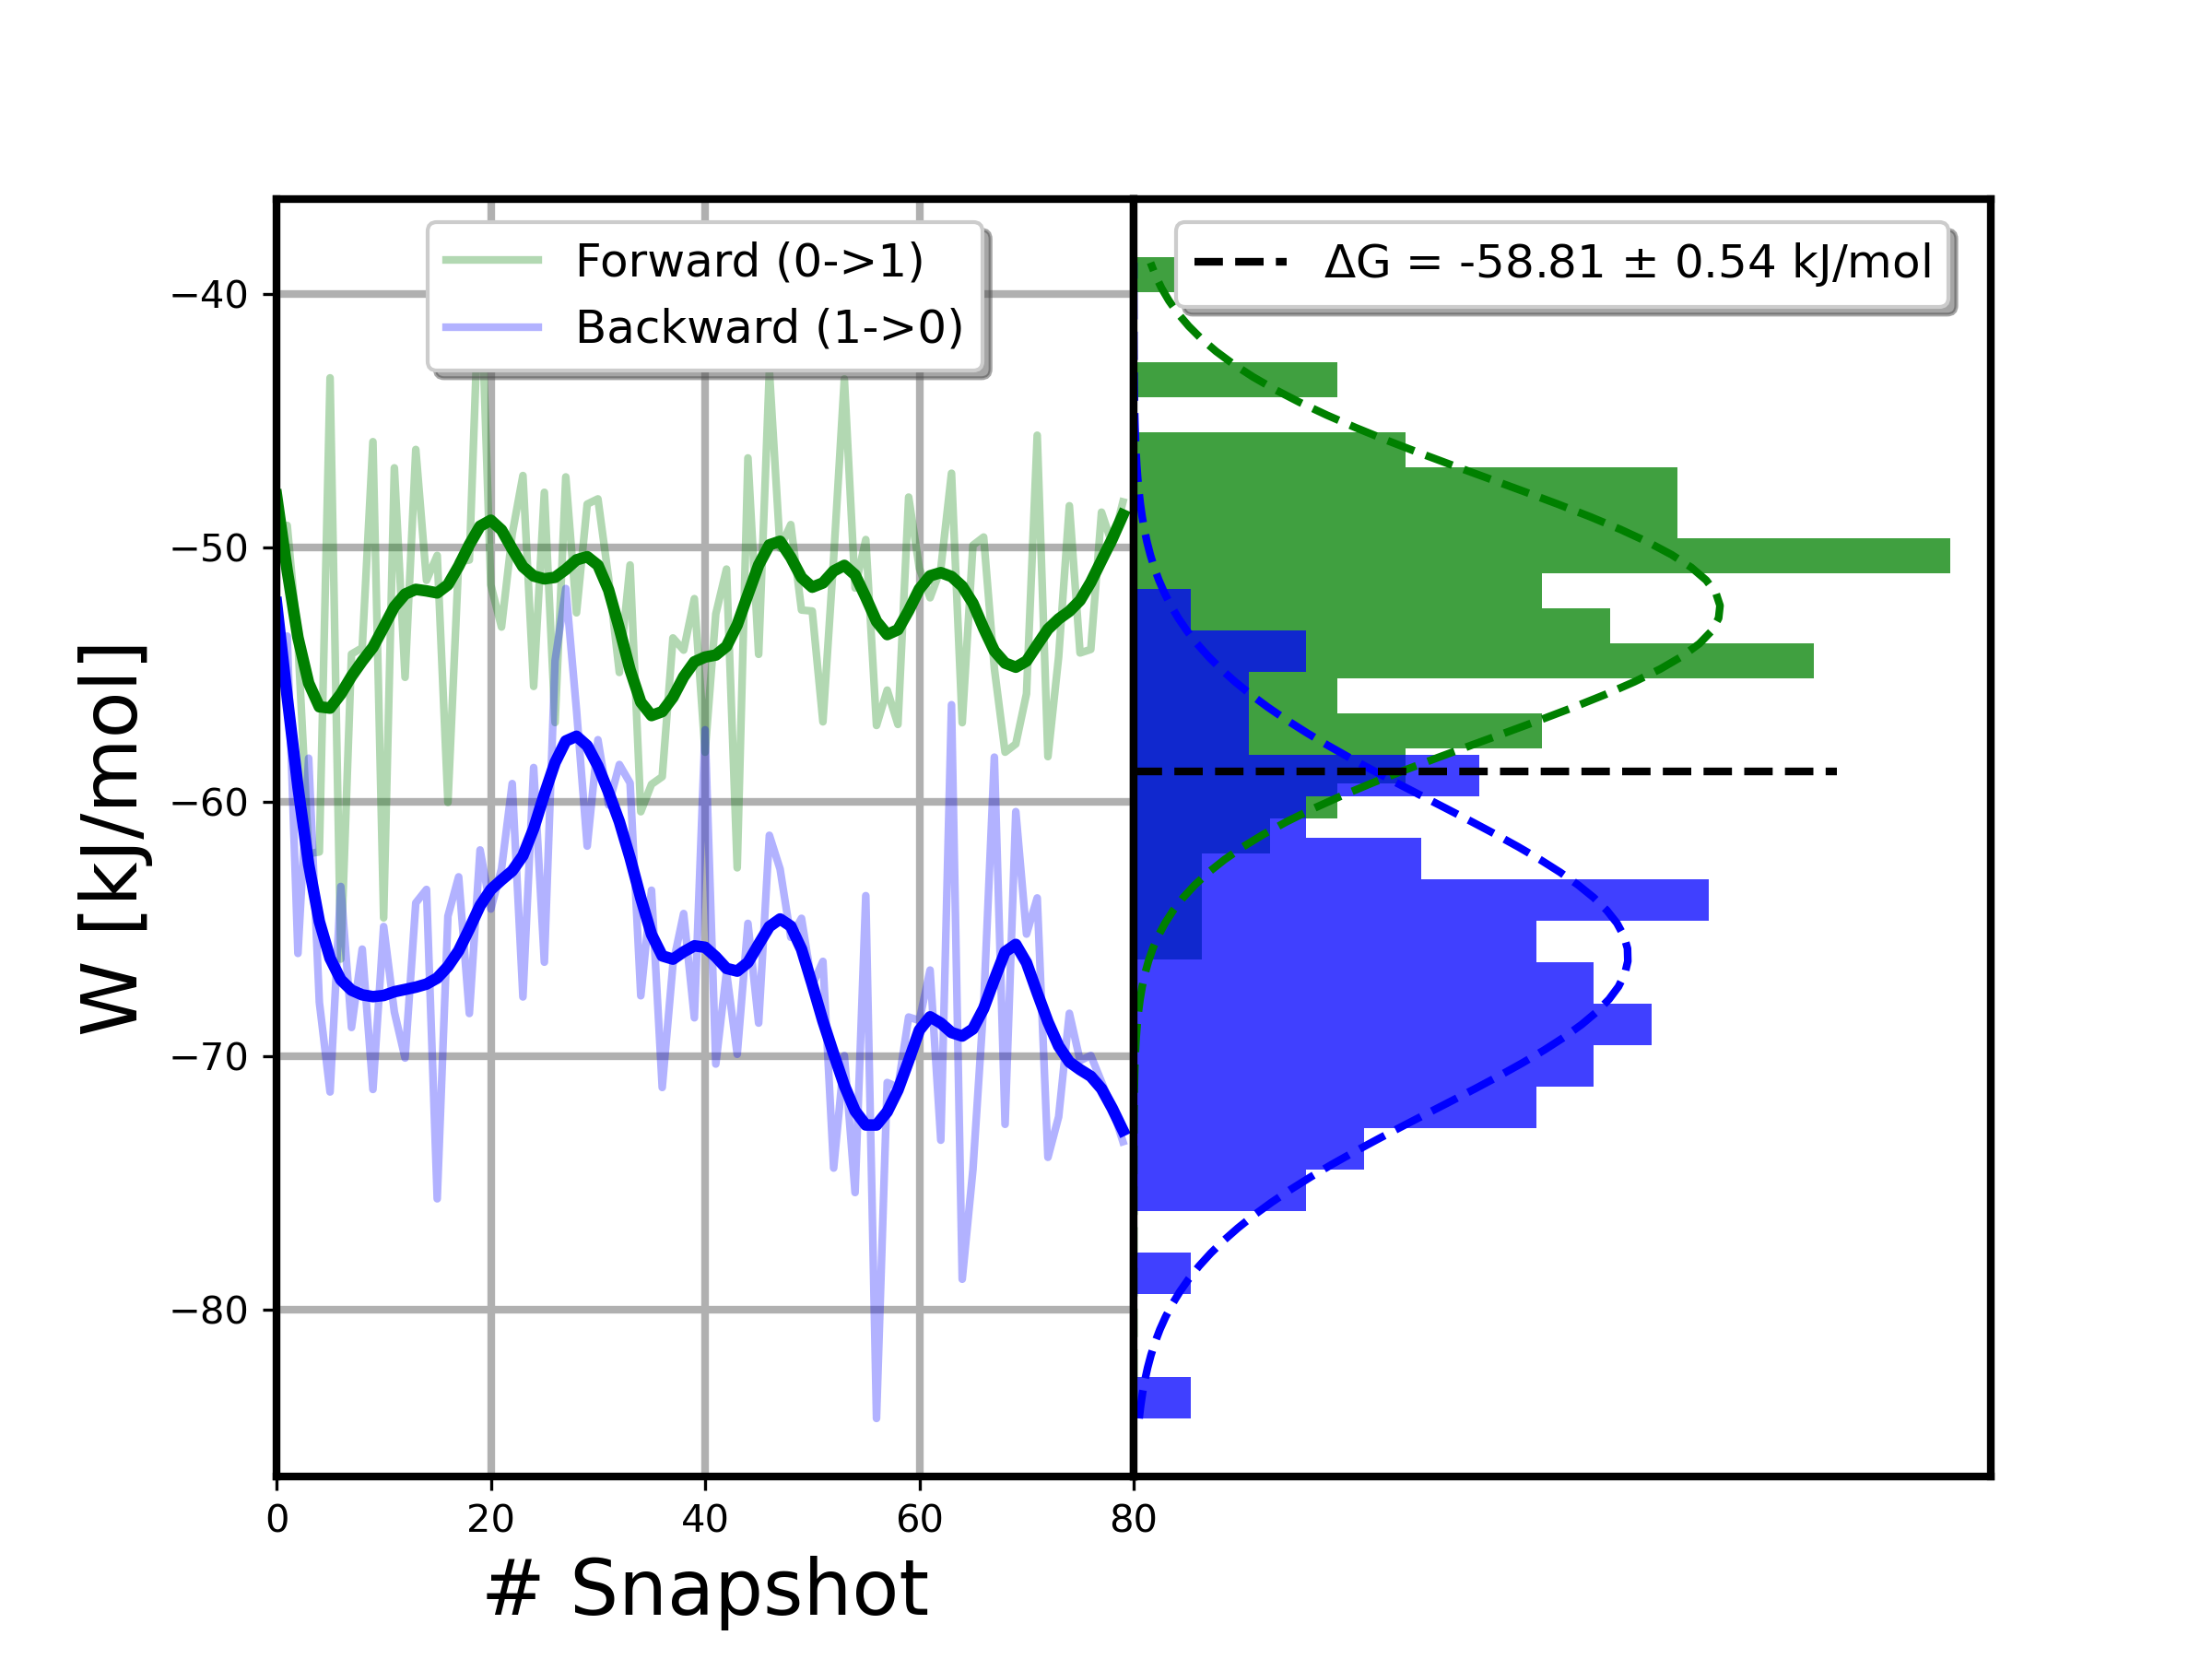 Forward (0->1)
Backward (1->0)
ΔG = -58.81 ± 0.54 kJ/mol
W [kJ/mol]
−40
−50
−60
−70
−80
0 20 40 60 80
# Snapshot